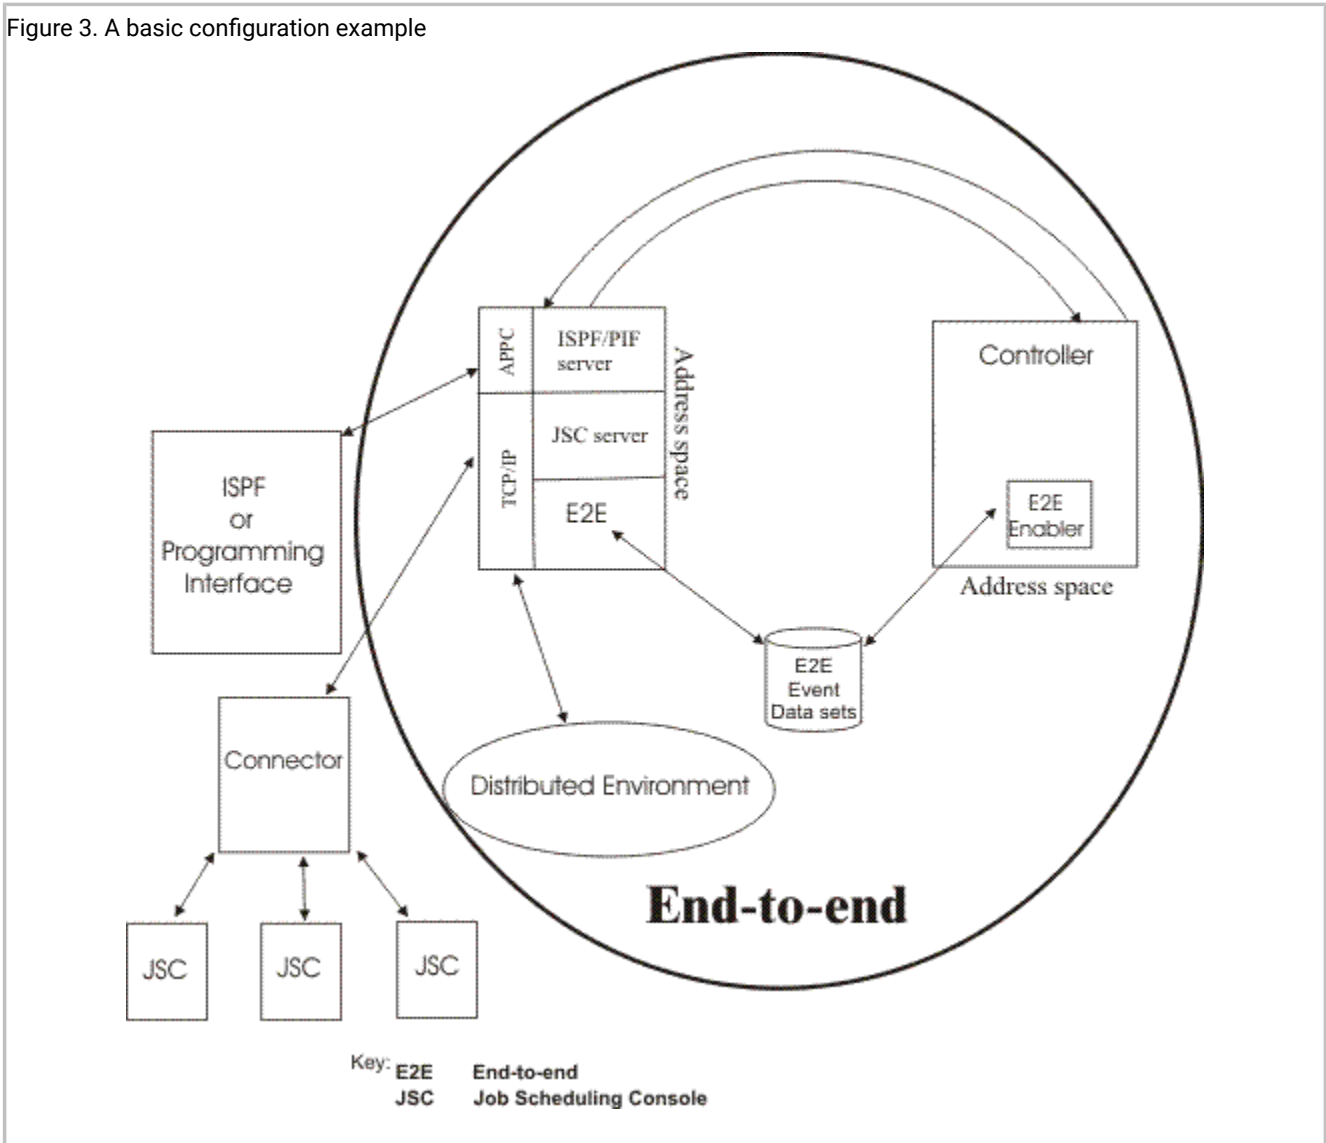 Figure 3. A basic configuration example
APPC
ISPF/PIF
server
Address space
Controller
JSC server
TCP/IP
E2E
E2E
Enabler
Address space
ISPF
or
Programming
Interface
E2E
Event
Data sets
Connector
Distributed Environment
End-to-end
JSC
JSC
JSC
Key:
E2E End-to-end
JSC Job Scheduling Console